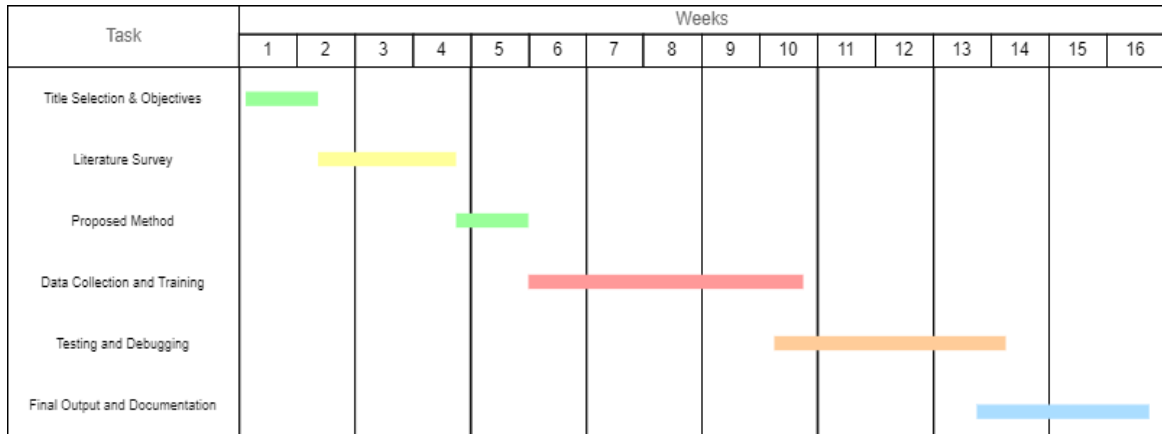 Task
Weeks
1 2 3 4 5 6 7 8 9 10 11 12 13 14 15 16
Title Selection & Objectives
Literature Survey
Proposed Method
Data Collection and Training
Testing and Debugging
Final Output and Documentation